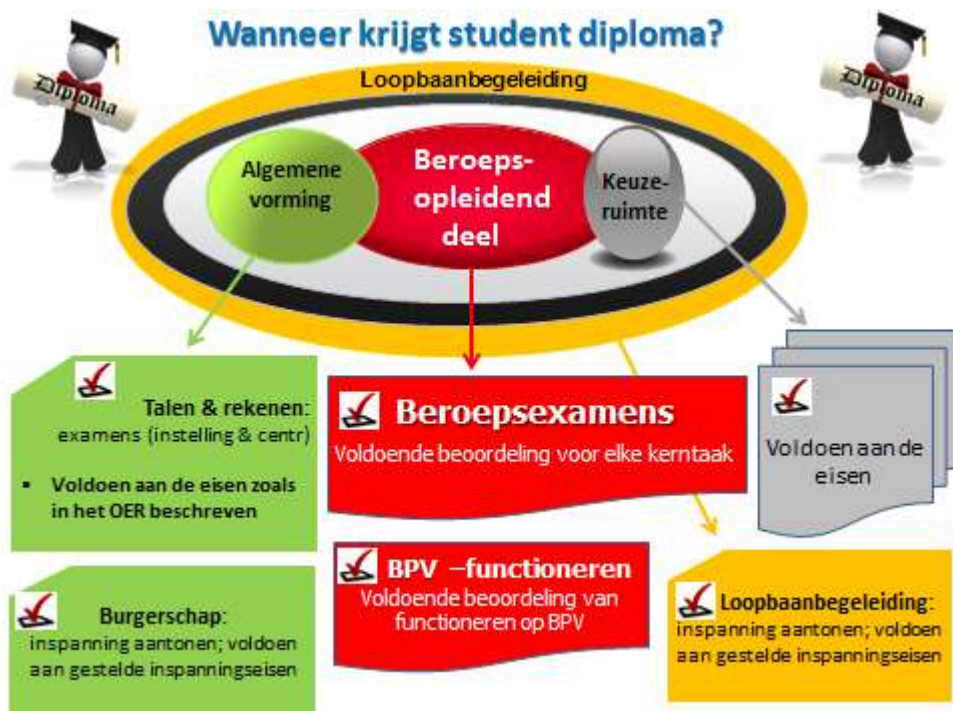 Wanneer krijgt student diploma?
Diploma
Diploma
Loopbaanbegeleiding
Algemene
vorming
Beroeps-
opleidend
deel
Keuze-
ruimte
Talen & rekenen:
examens (instelling & centr)
▪ Voldoen aan de eisen zoals
in het OER beschreven
Beroepsexamens
Voldoende beoordeling voor elke kerntaak
Voldoen aan de
eisen
Burgerschap:
inspanning aantonen; voldoen
aan gestelde inspanningseisen
BPV –functioneren
Voldoende beoordeling van
functioneren op BPV
Loopbaanbegeleiding:
inspanning aantonen; voldoen
aan gestelde inspanningseisen